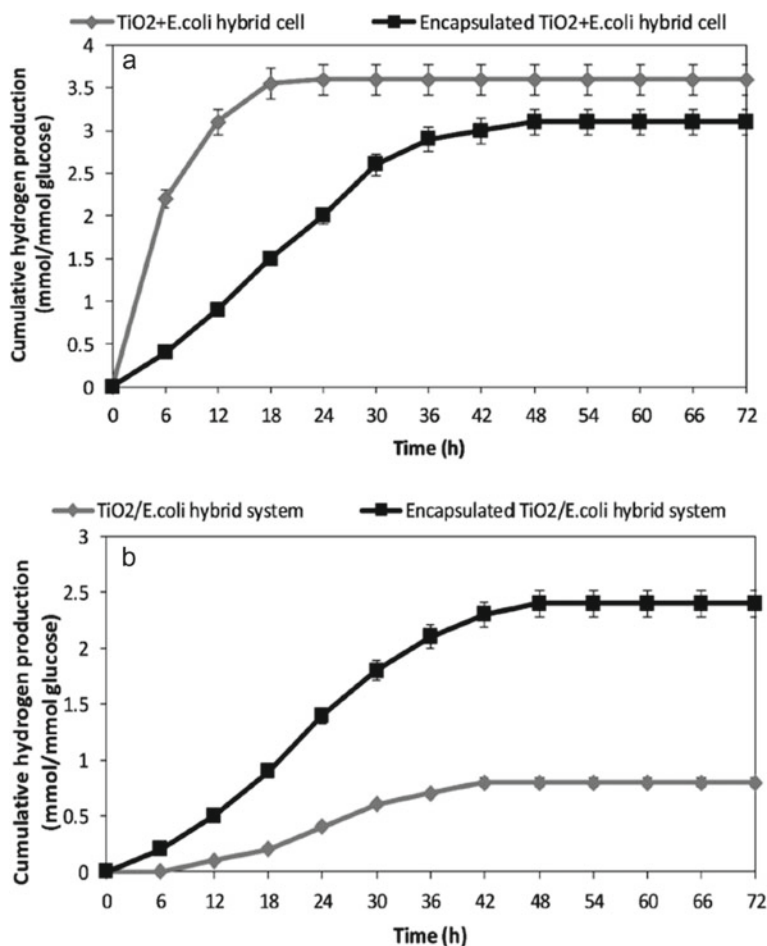 TiO2+E.coli hybrid cell
Encapsulated TiO2+E.coli hybrid cell
a
Cumulative hydrogen production
(mmol/mmol glucose)
4
3.5
3
2.5
2
1.5
1
0.5
0
0 6 12 18 24 30 36 42 48 54 60 66 72
Time (h)
TiO2/E.coli hybrid system
Encapsulated TiO2/E.coli hybrid system
b
Cumulative hydrogen production
(mmol/mmol glucose)
3
2.5
2
1.5
1
0.5
0
0 6 12 18 24 30 36 42 48 54 60 66 72
Time (h)